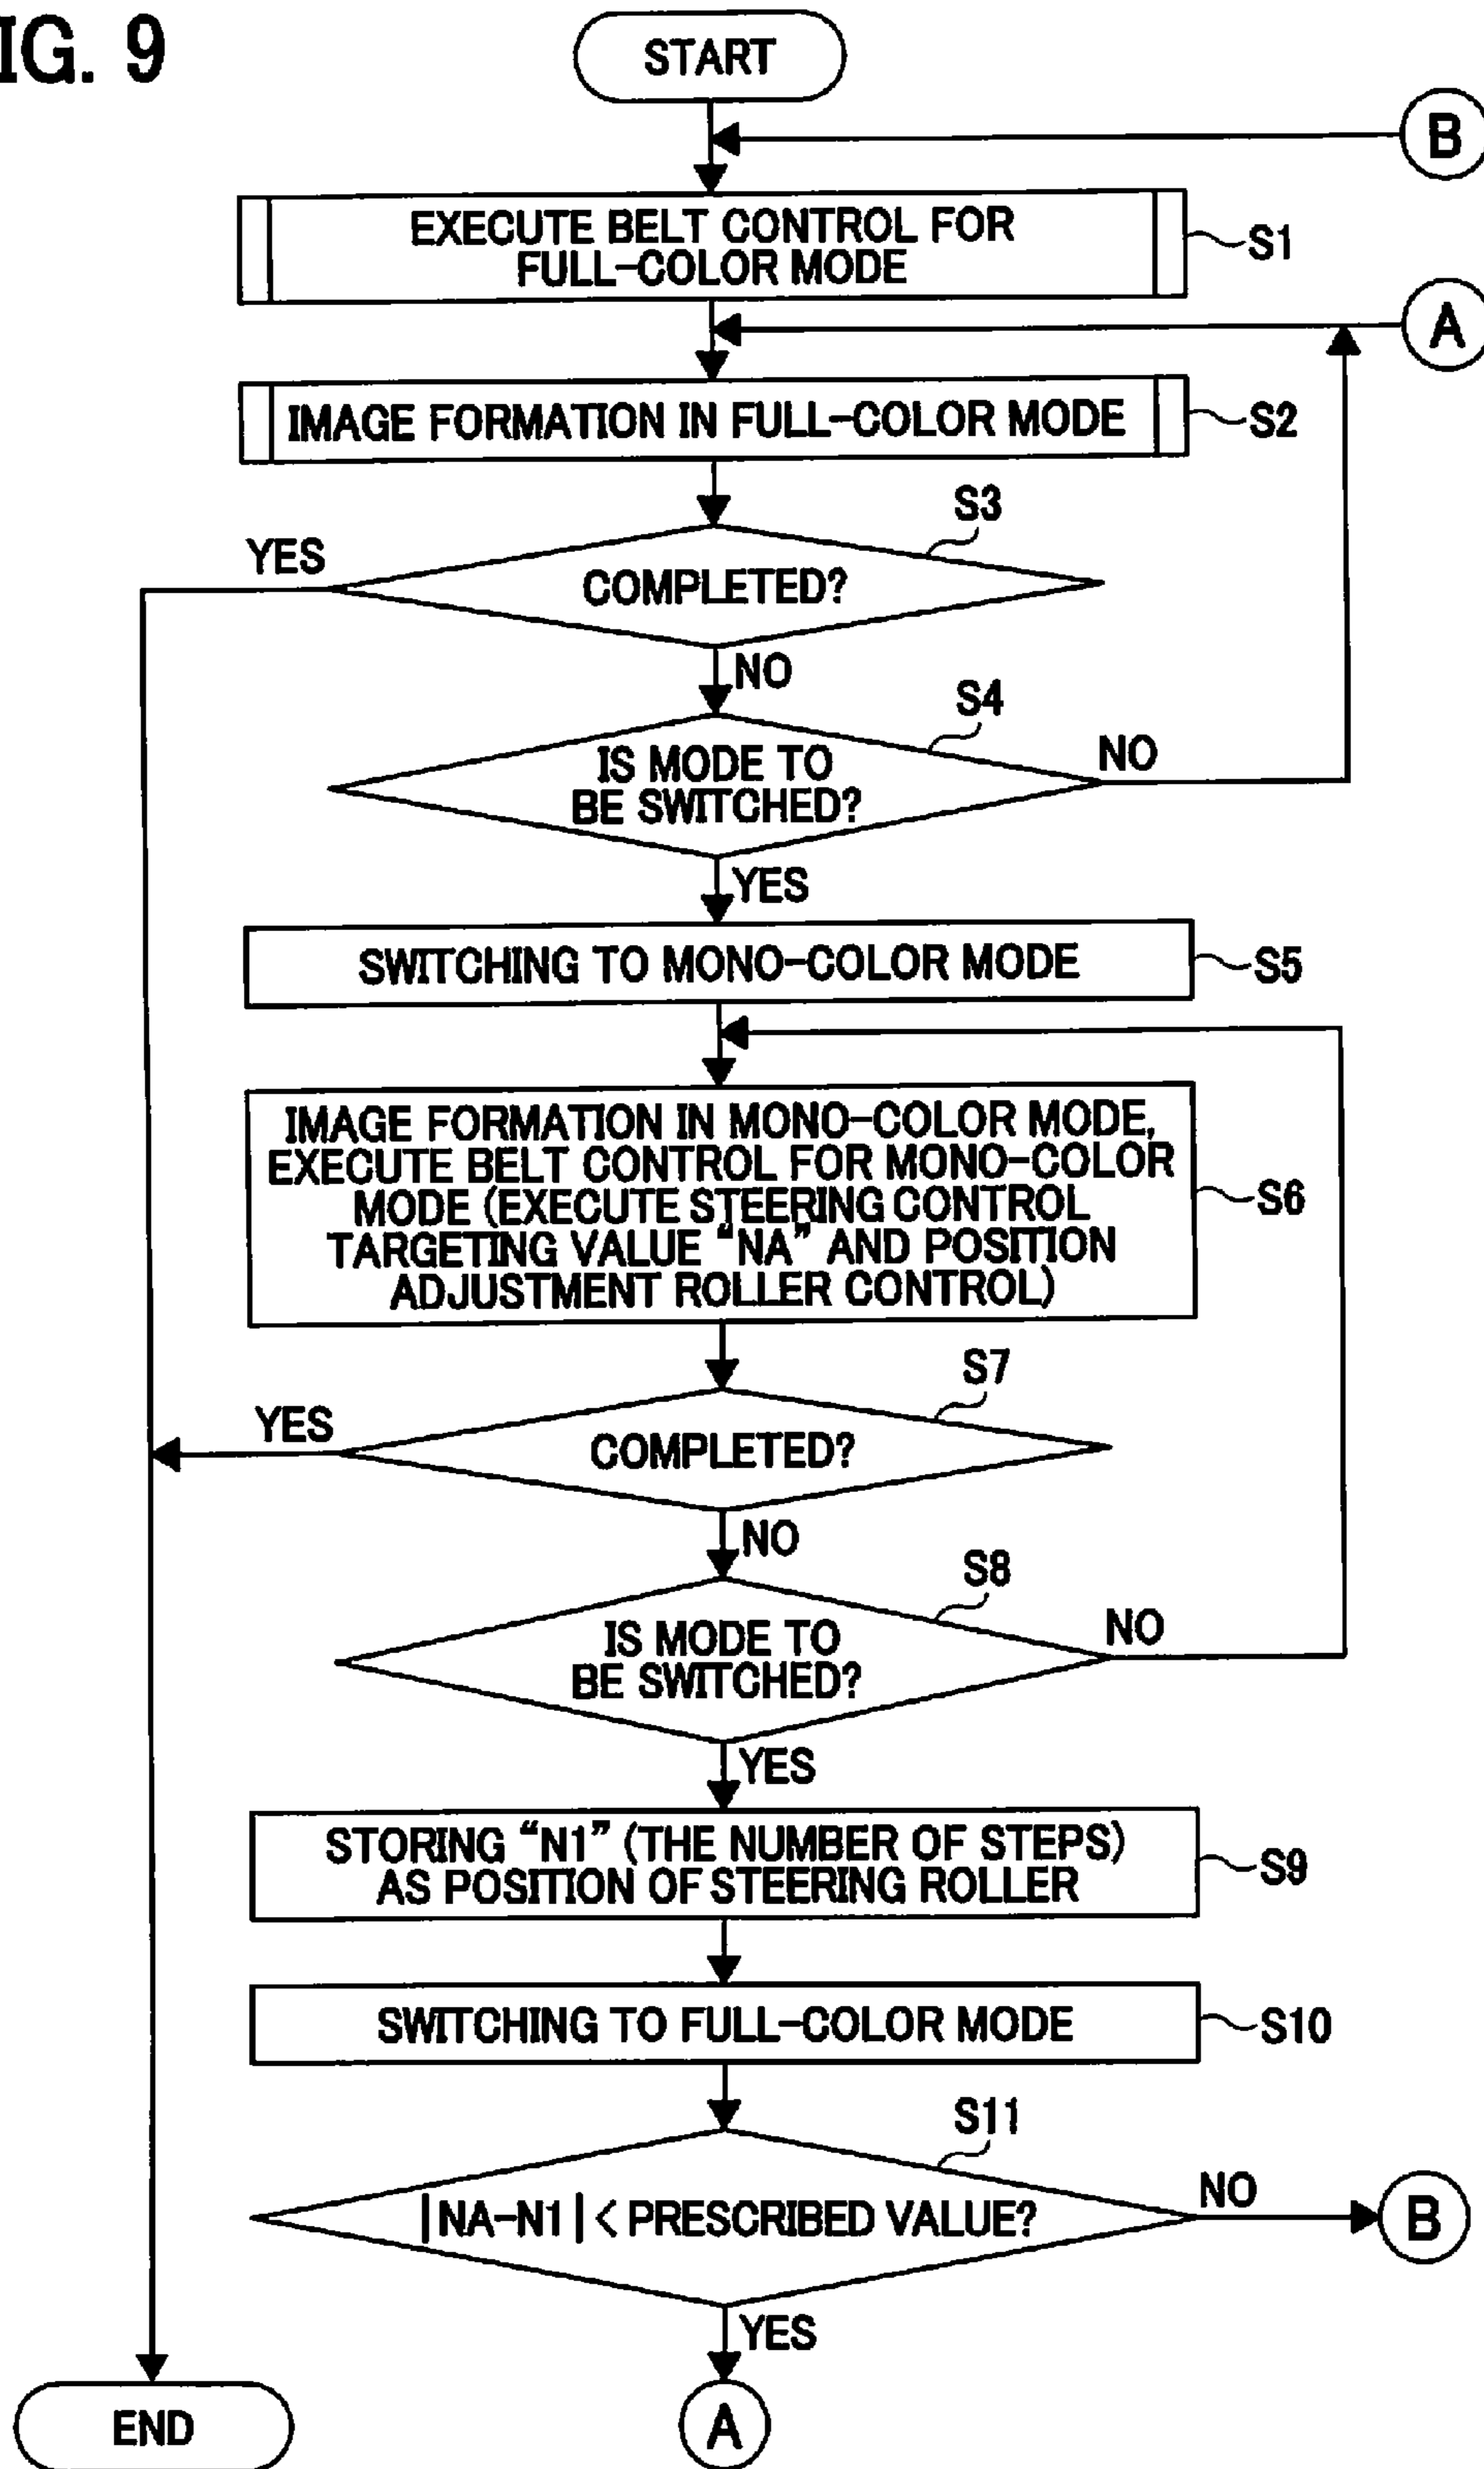 IG. 9
START
B
EXECUTE BELT CONTROL FOR
FULL-COLOR MODE
S1
A
IMAGE FORMATION IN FULL-COLOR MODE
S2
S3
YES
COMPLETED?
NO
S4
IS MODE TO
BE SWITCHED?
NO
YES
SWITCHING TO MONO-COLOR MODE
S5
IMAGE FORMATION IN MONO-COLOR MODE,
EXECUTE BELT CONTROL FOR MONO-COLOR
MODE (EXECUTE STEERING CONTROL
TARGETING VALUE “NA” AND POSITION
ADJUSTMENT ROLLER CONTROL)
S6
S7
YES
COMPLETED?
NO
S8
IS MODE TO
BE SWITCHED?
NO
YES
STORING “N1” (THE NUMBER OF STEPS)
AS POSITION OF STEERING ROLLER
S9
SWITCHING TO FULL-COLOR MODE
S10
S11
|NA-N1| < PRESCRIBED VALUE?
NO
B
YES
A
END